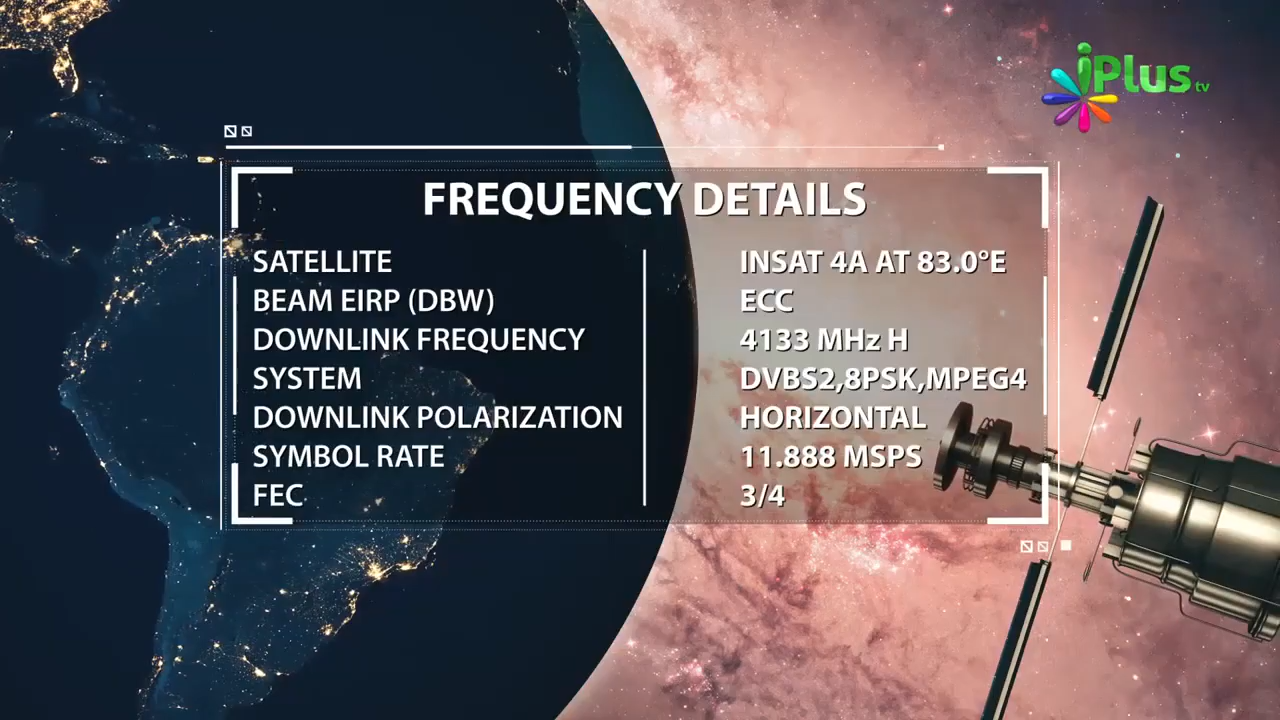 iPlus tv
FREQUENCY DETAILS
SATELLITE INSAT 4A AT 83.0°E
BEAM EIRP (DBW) ECC
DOWNLINK FREQUENCY 4133 MHz H
SYSTEM DVBS2,8PSK,MPEG4
DOWNLINK POLARIZATION HORIZONTAL
SYMBOL RATE 11.888 MSPS
FEC 3/4